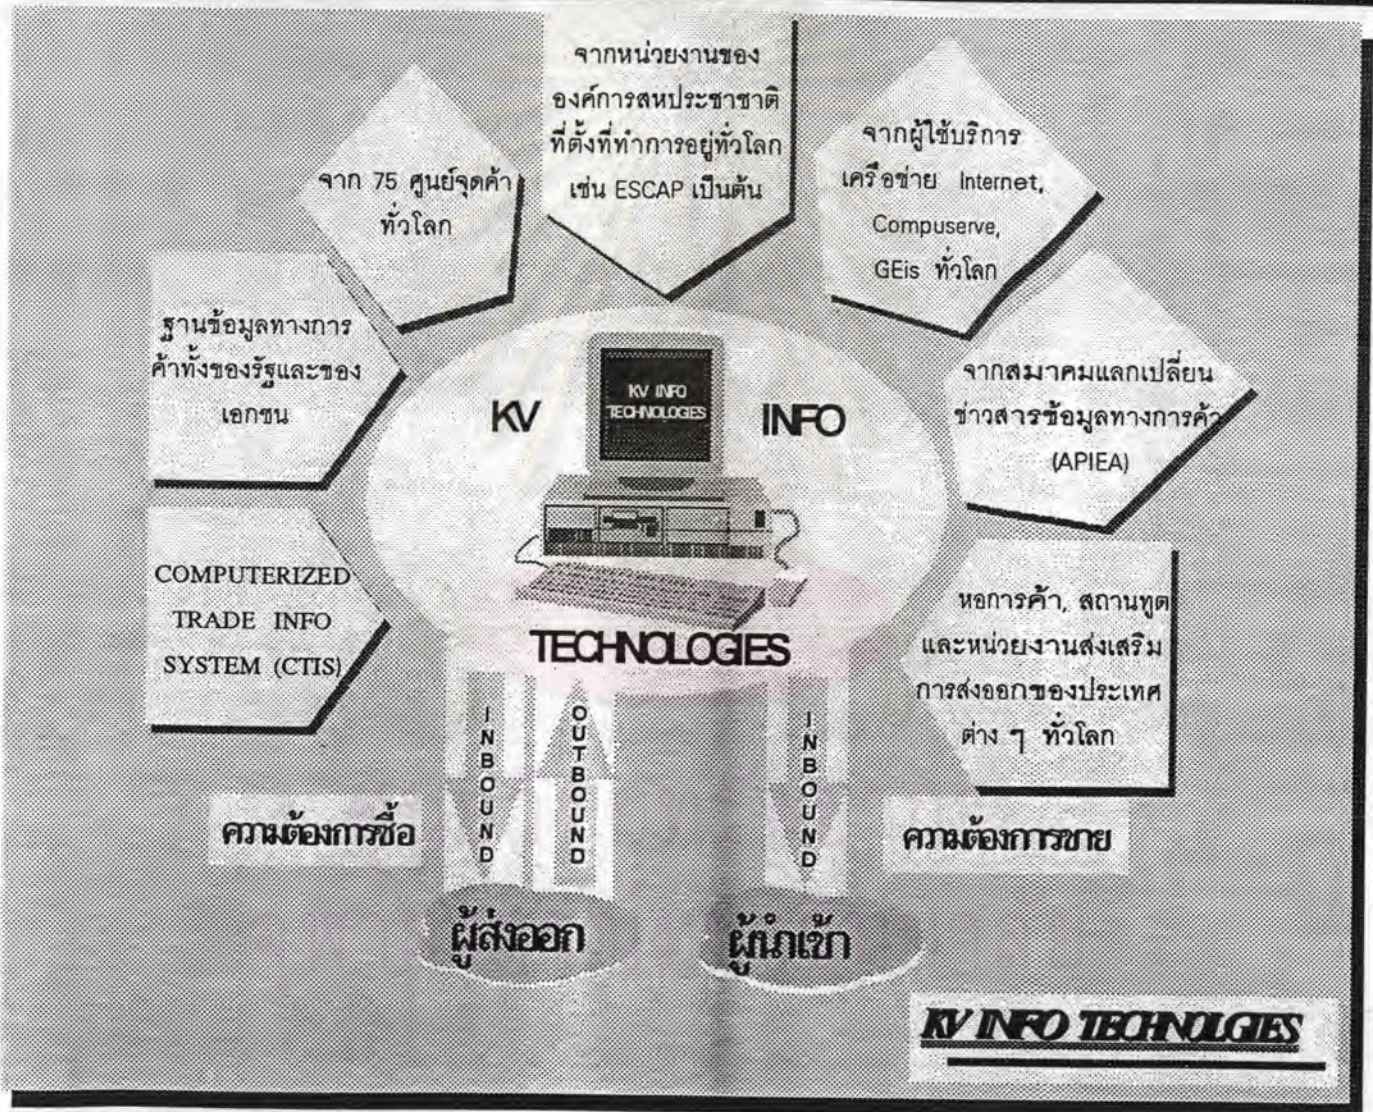 จากหน่วยงานของ
องค์การสหประชาชาติ
ที่ตั้งที่ทำการอยู่ทั่วโลก
เช่น ESCAP เป็นต้น
จาก 75 ศูนย์จุดค้า
ทั่วโลก
จากผู้ใช้บริการ
เครือข่าย Internet,
Compuserve,
GEis ทั่วโลก
ฐานข้อมูลทางการ
ค้าทั้งของรัฐและของ
เอกชน
จากสมาคมแลกเปลี่ยน
ข่าวสารข้อมูลทางการค้า
(APIEA)
COMPUTERIZED
TRADE INFO
SYSTEM (CTIS)
หอการค้า, สถานทูต
และหน่วยงานส่งเสริม
การส่งออกของประเทศ
ต่าง ๆ ทั่วโลก
KV INFO
TECHNOLOGIES
KV INFO
TECHNOLOGIES
INBOUND
OUTBOUND
INBOUND
ความต้องการซื้อ
ความต้องการขาย
ผู้ส่งออก
ผู้นำเข้า
KV INFO TECHNOLGIES